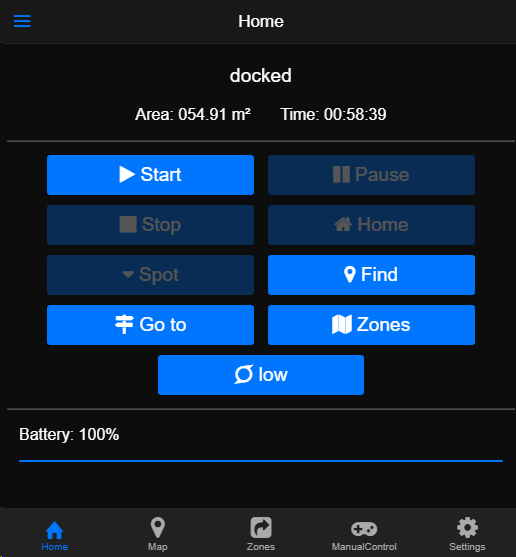 Home
docked
Area: 054.91 m² Time: 00:58:39
Start Pause
Stop Home
Spot Find
Go to Zones
low
Battery: 100%
Home Map Zones ManualControl Settings